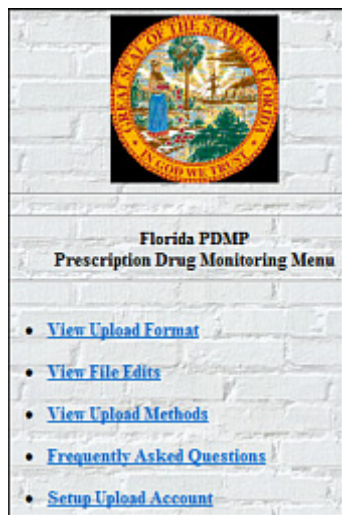 GREAT SEAL OF THE STATE OF FLORIDA
IN GOD WE TRUST
Florida PDMP
Prescription Drug Monitoring Menu
View Upload Format
View File Edits
View Upload Methods
Frequently Asked Questions
Setup Upload Account